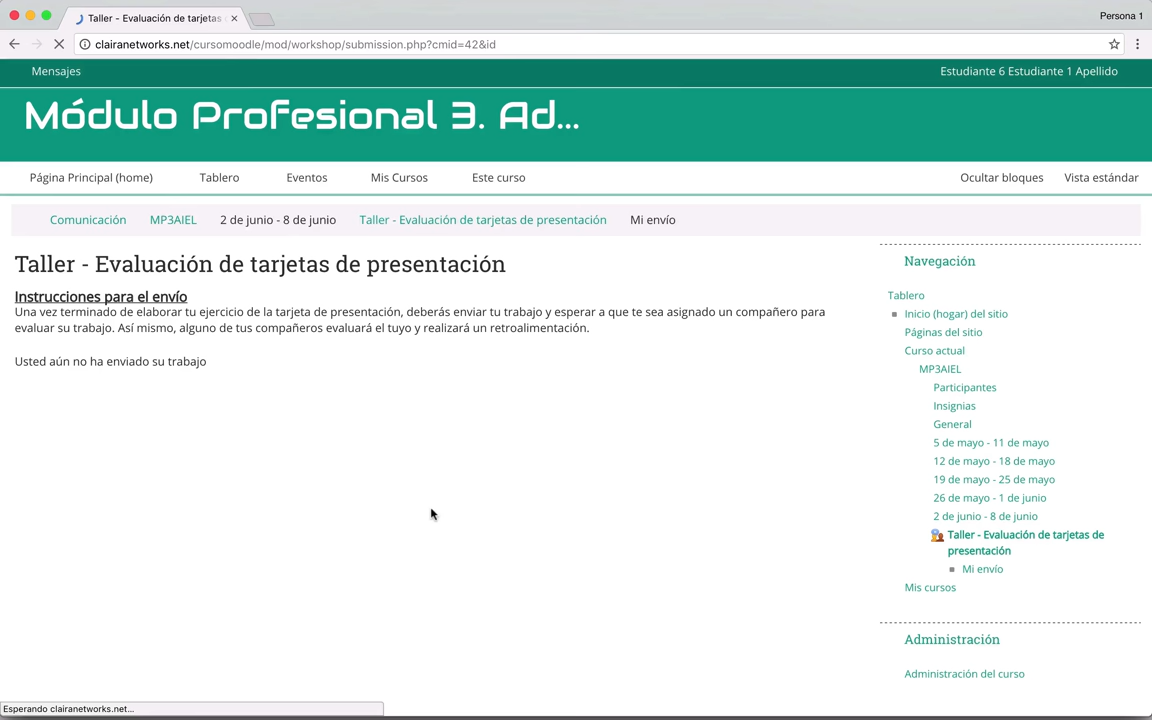 Taller - Evaluación de tarjetas
Persona 1
clairanetworks.net/cursomoodle/mod/workshop/submission.php?cmid=42&id
Mensajes
Estudiante 6 Estudiante 1 Apellido
Módulo Profesional 3. Ad...
Página Principal (home) Tablero Eventos Mis Cursos Este curso Ocultar bloques Vista estándar
Comunicación MP3AIEL 2 de junio - 8 de junio Taller - Evaluación de tarjetas de presentación Mi envío
Taller - Evaluación de tarjetas de presentación
Instrucciones para el envío
Una vez terminado de elaborar tu ejercicio de la tarjeta de presentación, deberás enviar tu trabajo y esperar a que te sea asignado un compañero para
evaluar su trabajo. Así mismo, alguno de tus compañeros evaluará el tuyo y realizará un retroalimentación.
Usted aún no ha enviado su trabajo
Navegación
Tablero
Inicio (hogar) del sitio
Páginas del sitio
Curso actual
MP3AIEL
Participantes
Insignias
General
5 de mayo - 11 de mayo
12 de mayo - 18 de mayo
19 de mayo - 25 de mayo
26 de mayo - 1 de junio
2 de junio - 8 de junio
Taller - Evaluación de tarjetas de
presentación
Mi envío
Mis cursos
Administración
Administración del curso
Esperando clairanetworks.net...